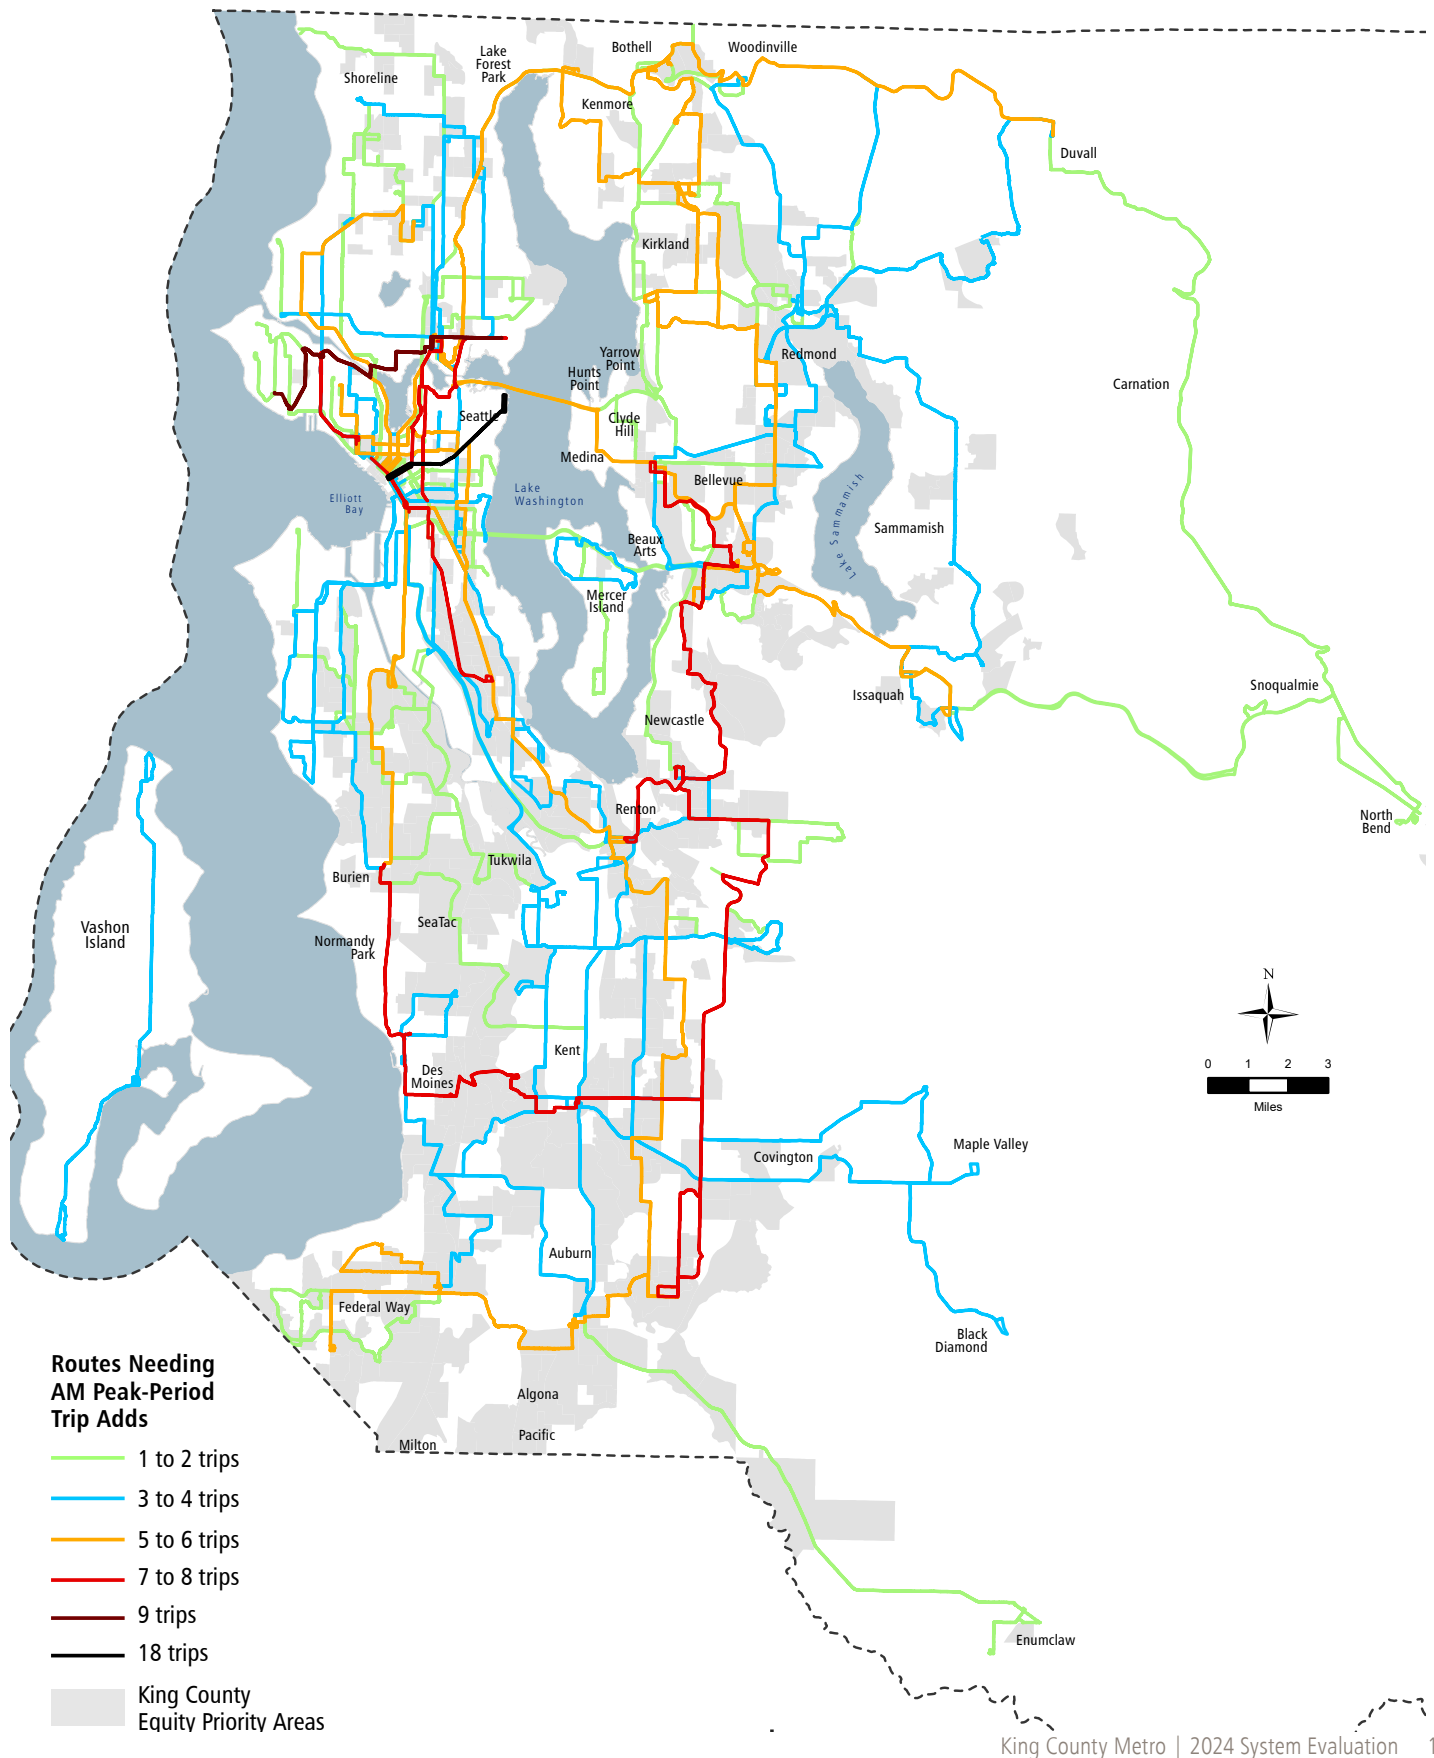 Shoreline
Lake
Forest
Park
Bothell
Woodinville
Kenmore
Duvall
Kirkland
Yarrow
Point
Hunts
Point
Redmond
Carnation
Seattle
Clyde
Hill
Medina
Bellevue
Elliott
Bay
Lake
Washington
Lake Sammamish
Sammamish
Beaux
Arts
Mercer
Island
Issaquah
Snoqualmie
Newcastle
North
Bend
Renton
Tukwila
Burien
SeaTac
Vashon
Island
Normandy
Park
N
Kent
Des
Moines
0 1 2 3
Miles
Maple Valley
Covington
Auburn
Federal Way
Black
Diamond
Algona
Pacific
Milton
Enumclaw
Routes Needing
AM Peak-Period
Trip Adds
1 to 2 trips
3 to 4 trips
5 to 6 trips
7 to 8 trips
9 trips
18 trips
King County
Equity Priority Areas
King County Metro | 2024 System Evaluation